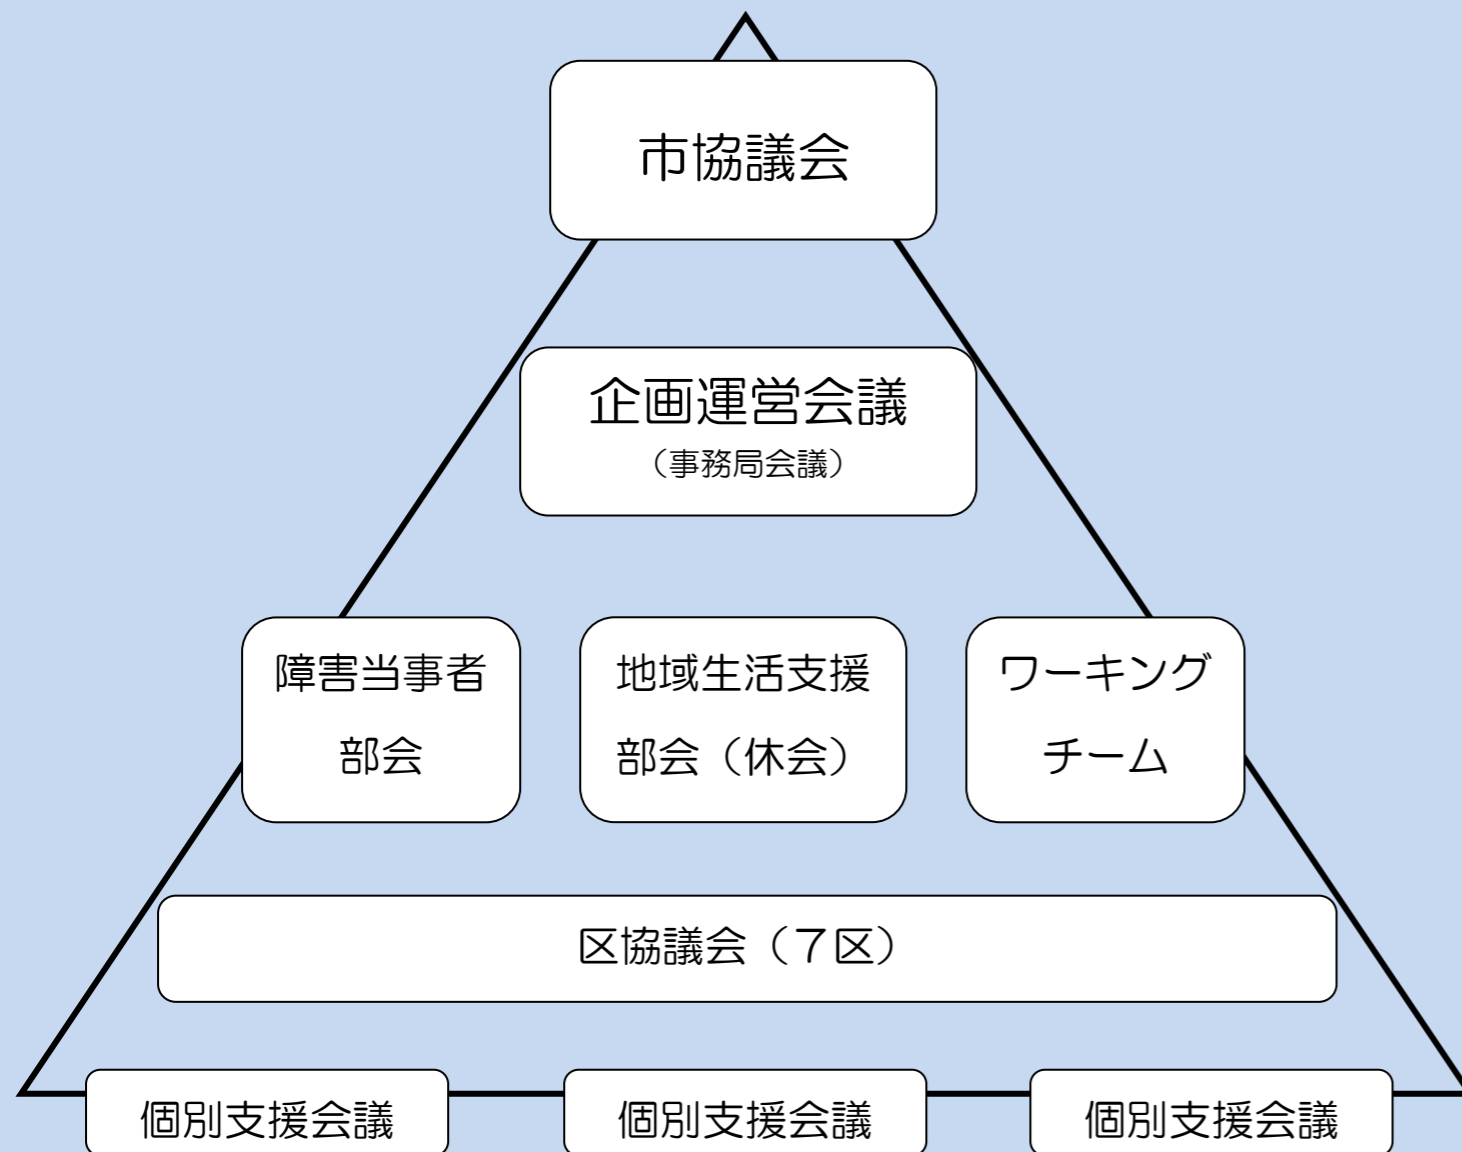 市協議会
企画運営会議
（事務局会議）
障害当事者
部会
地域生活支援
部会（休会）
ワーキング
チーム
区協議会（７区）
個別支援会議
個別支援会議
個別支援会議